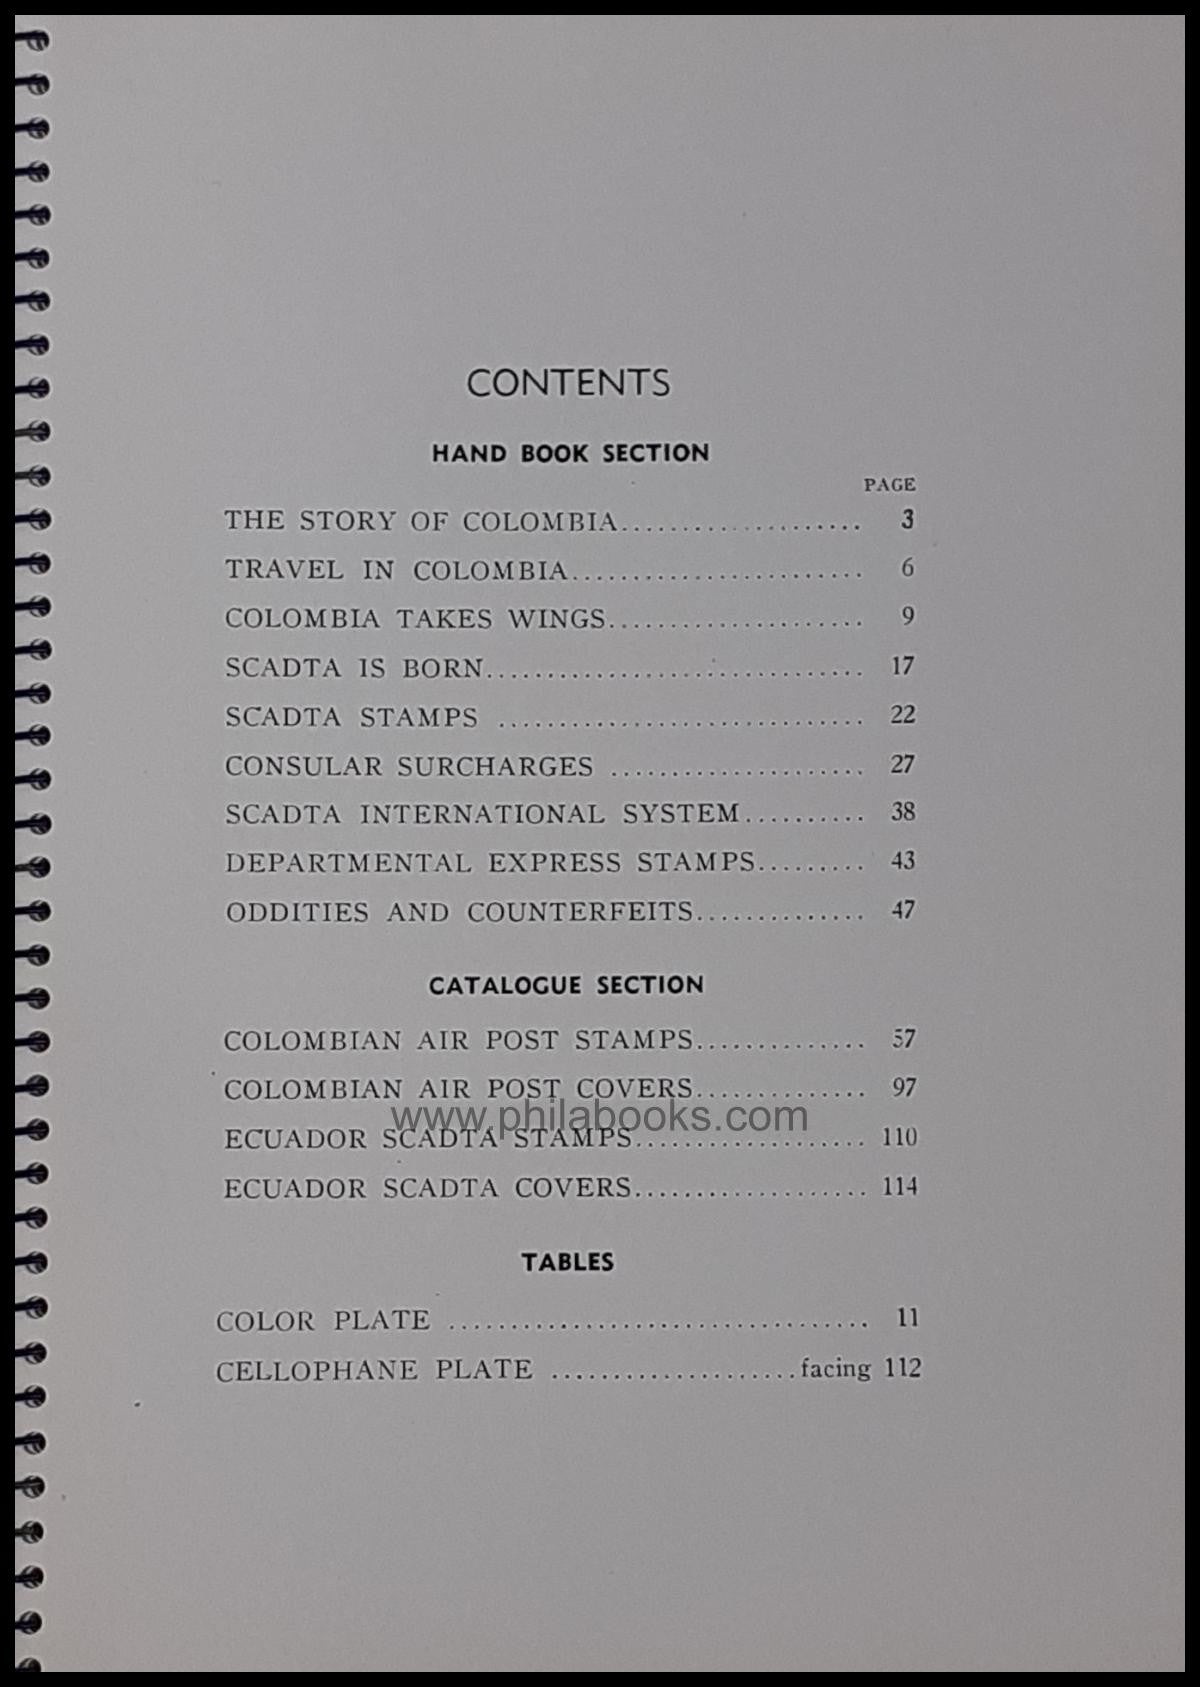 CONTENTS
HAND BOOK SECTION
PAGE
THE STORY OF COLOMBIA.................... 3
TRAVEL IN COLOMBIA........................ 6
COLOMBIA TAKES WINGS..................... 9
SCADTA IS BORN............................... 17
SCADTA STAMPS .............................. 22
CONSULAR SURCHARGES ..................... 27
SCADTA INTERNATIONAL SYSTEM.......... 38
DEPARTMENTAL EXPRESS STAMPS......... 43
ODDITIES AND COUNTERFEITS.............. 47
CATALOGUE SECTION
COLOMBIAN AIR POST STAMPS.............. 57
COLOMBIAN AIR POST COVERS.............. 97
www.philabooks.com
ECUADOR SCADTA STAMPS................... 110
ECUADOR SCADTA COVERS................... 114
TABLES
COLOR PLATE .................................. 11
CELLOPHANE PLATE ....................facing 112